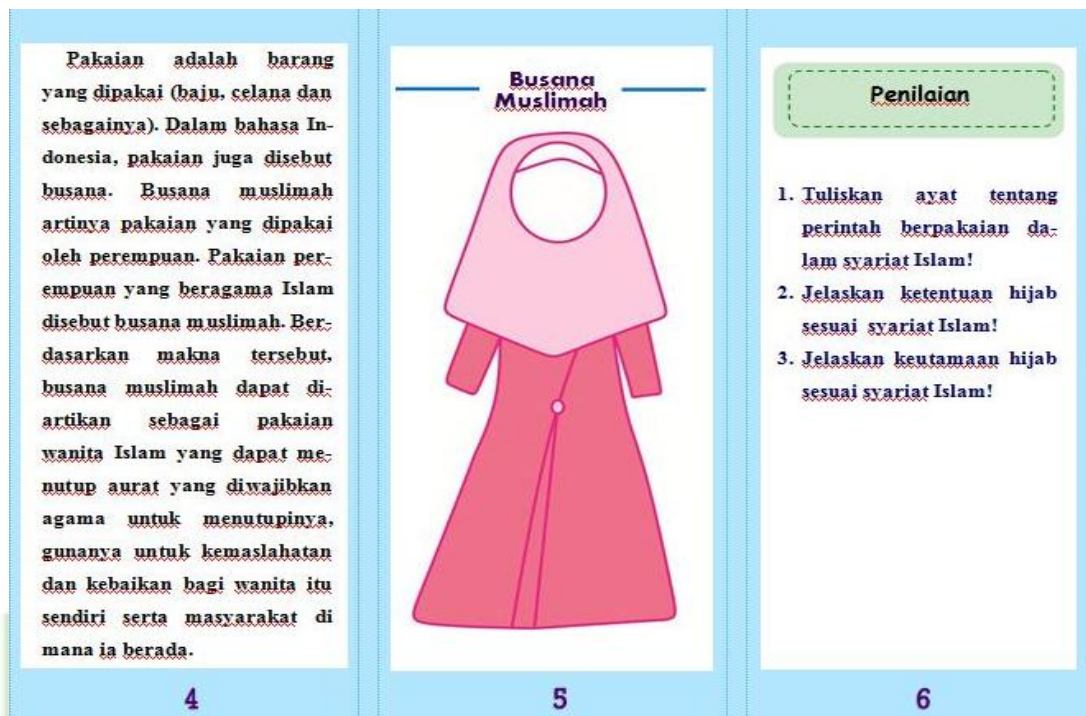 Pakaian adalah barang
yang dipakai (baju, celana dan
sebagainya). Dalam bahasa In-
donesia, pakaian juga disebut
busana. Busana muslimah
artinya pakaian yang dipakai
oleh perempuan. Pakaian per-
empuan yang beragama Islam
disebut busana muslimah. Ber-
dasarkan makna tersebut,
busana muslimah dapat di-
artikan sebagai pakaian
wanita Islam yang dapat me-
nutup aurat yang diwajibkan
agama untuk menutupinya,
gunanya untuk kemaslahatan
dan kebaikan bagi wanita itu
sendiri serta masyarakat di
mana ia berada.
4
Busana
Muslimah
5
Penilaian
1. Tuliskan ayat tentang
perintah berpakaian da-
lam syariat Islam!
2. Jelaskan ketentuan hijab
sesuai syariat Islam!
3. Jelaskan keutamaan hijab
sesuai syariat Islam!
6